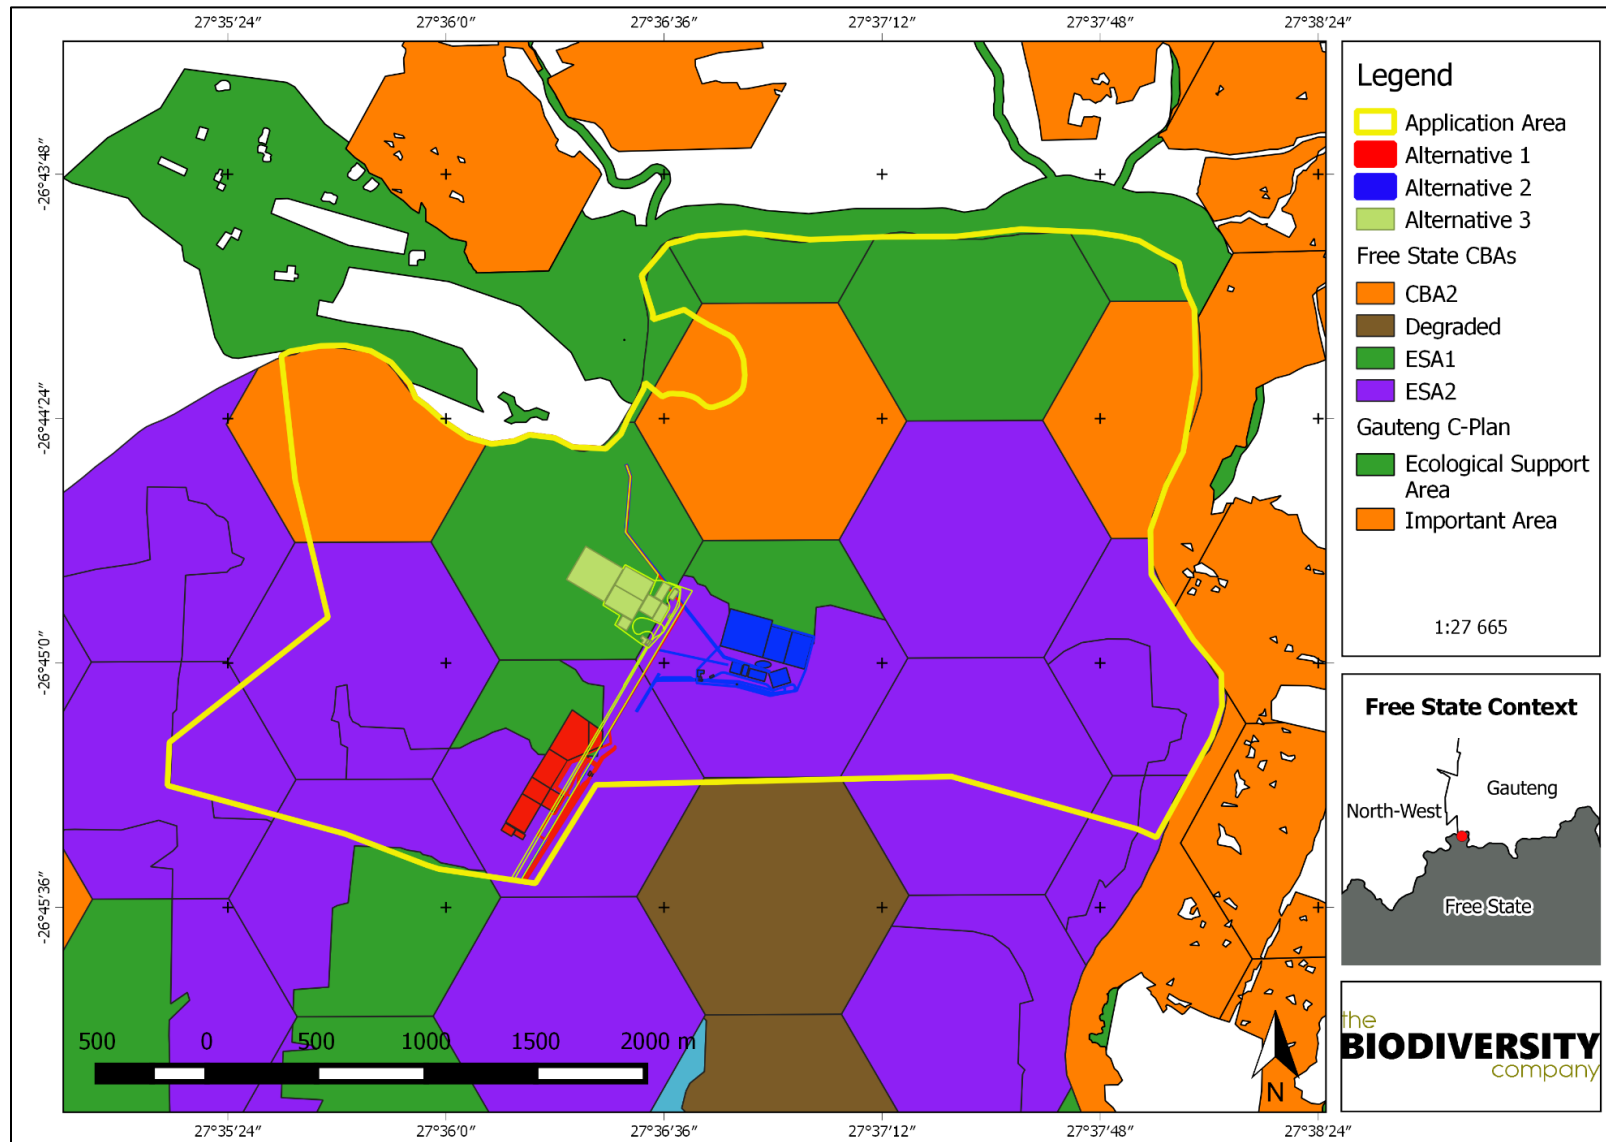 27°35′24″ 27°36′0″ 27°36′36″ 27°37′12″ 27°37′48″ 27°38′24″
-26°43′48″
-26°44′24″
-26°45′0″
-26°45′36″
500 0 500 1000 1500 2000 m
N
27°35′24″ 27°36′0″ 27°36′36″ 27°37′12″ 27°37′48″ 27°38′24″
Legend
Application Area
Alternative 1
Alternative 2
Alternative 3
Free State CBAs
CBA2
Degraded
ESA1
ESA2
Gauteng C-Plan
Ecological Support
Area
Important Area
1:27 665
Free State Context
Gauteng
North-West
Free State
the
BIODIVERSITY
company